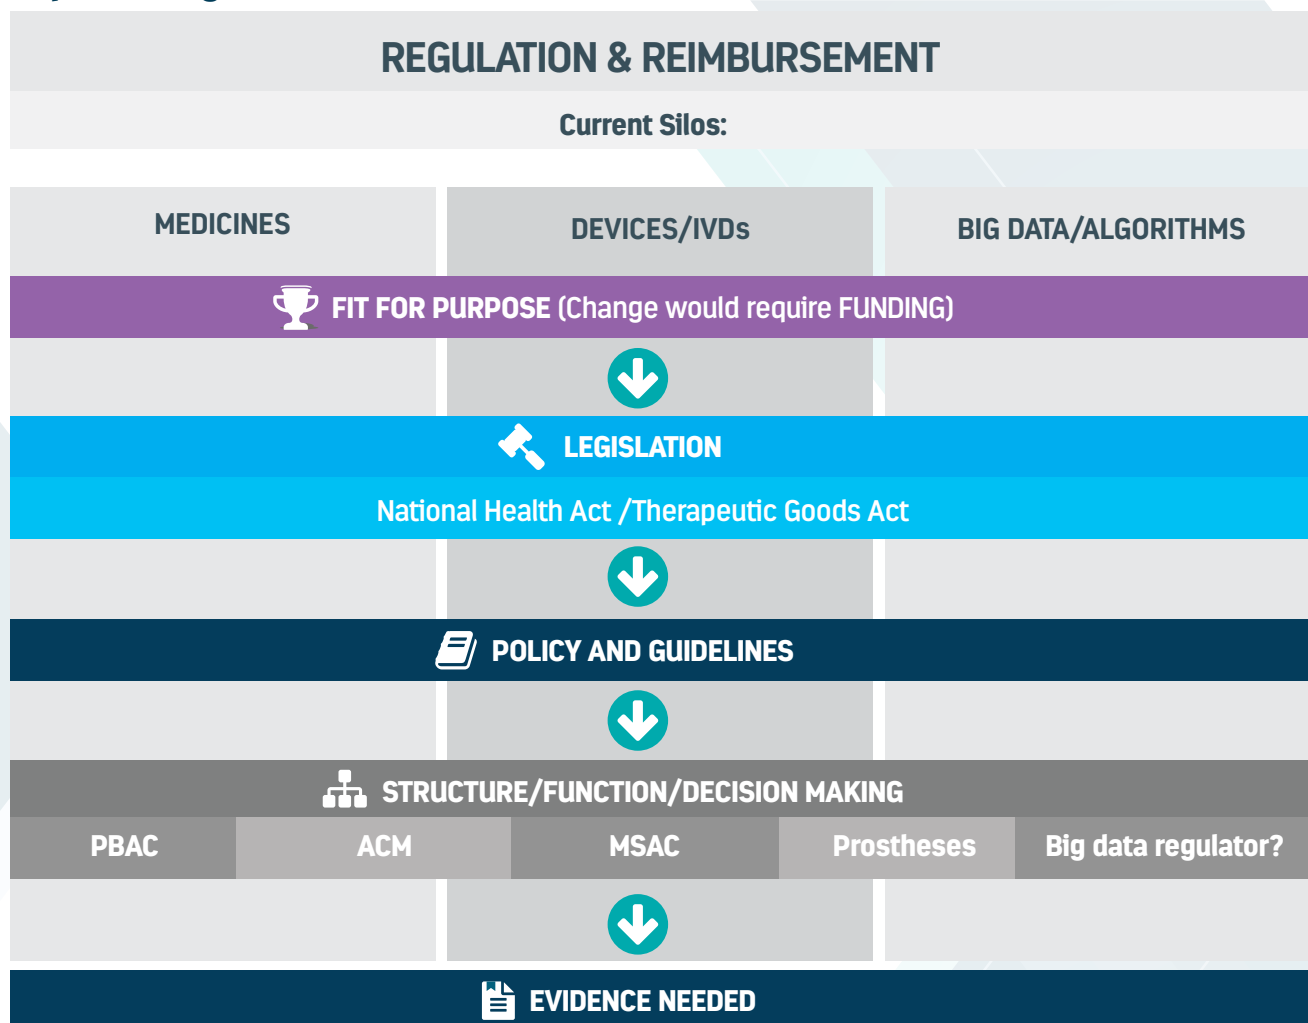 REGULATION & REIMBURSEMENT
Current Silos:
MEDICINES
DEVICES/IVDs
BIG DATA/ALGORITHMS
FIT FOR PURPOSE (Change would require FUNDING)
LEGISLATION
National Health Act /Therapeutic Goods Act
POLICY AND GUIDELINES
STRUCTURE/FUNCTION/DECISION MAKING
PBAC
ACM
MSAC
Prostheses
Big data regulator?
EVIDENCE NEEDED